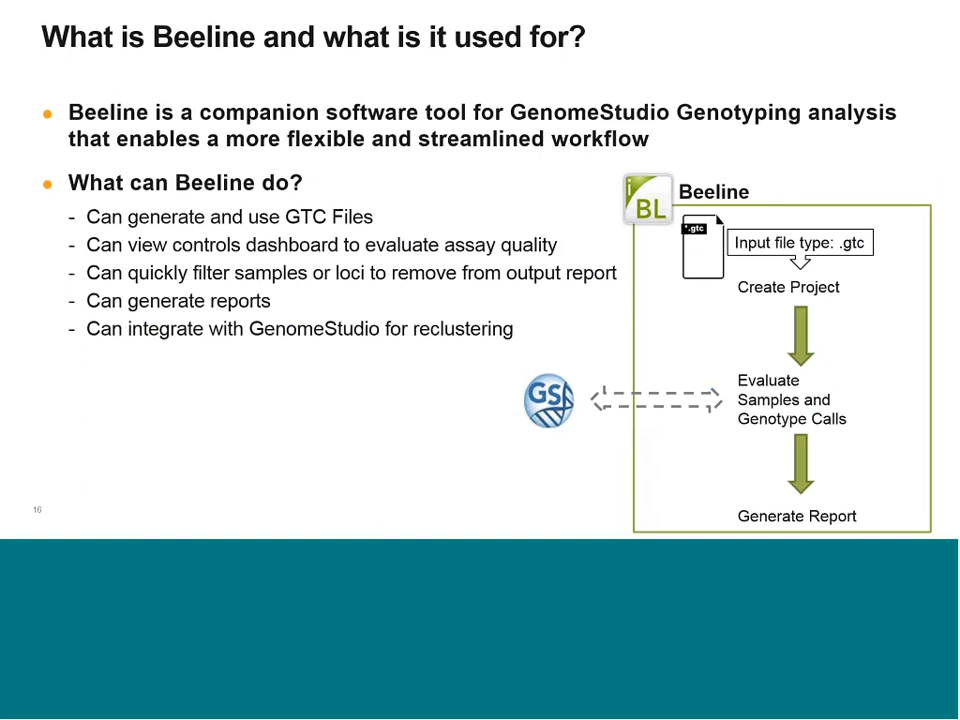 What is Beeline and what is it used for?
● Beeline is a companion software tool for GenomeStudio Genotyping analysis
that enables a more flexible and streamlined workflow
● What can Beeline do?
- Can generate and use GTC Files
- Can view controls dashboard to evaluate assay quality
- Can quickly filter samples or loci to remove from output report
- Can generate reports
- Can integrate with GenomeStudio for reclustering
i
BL
Beeline
*.gtc
Input file type: .gtc
Create Project
GS
Evaluate
Samples and
Genotype Calls
Generate Report
16